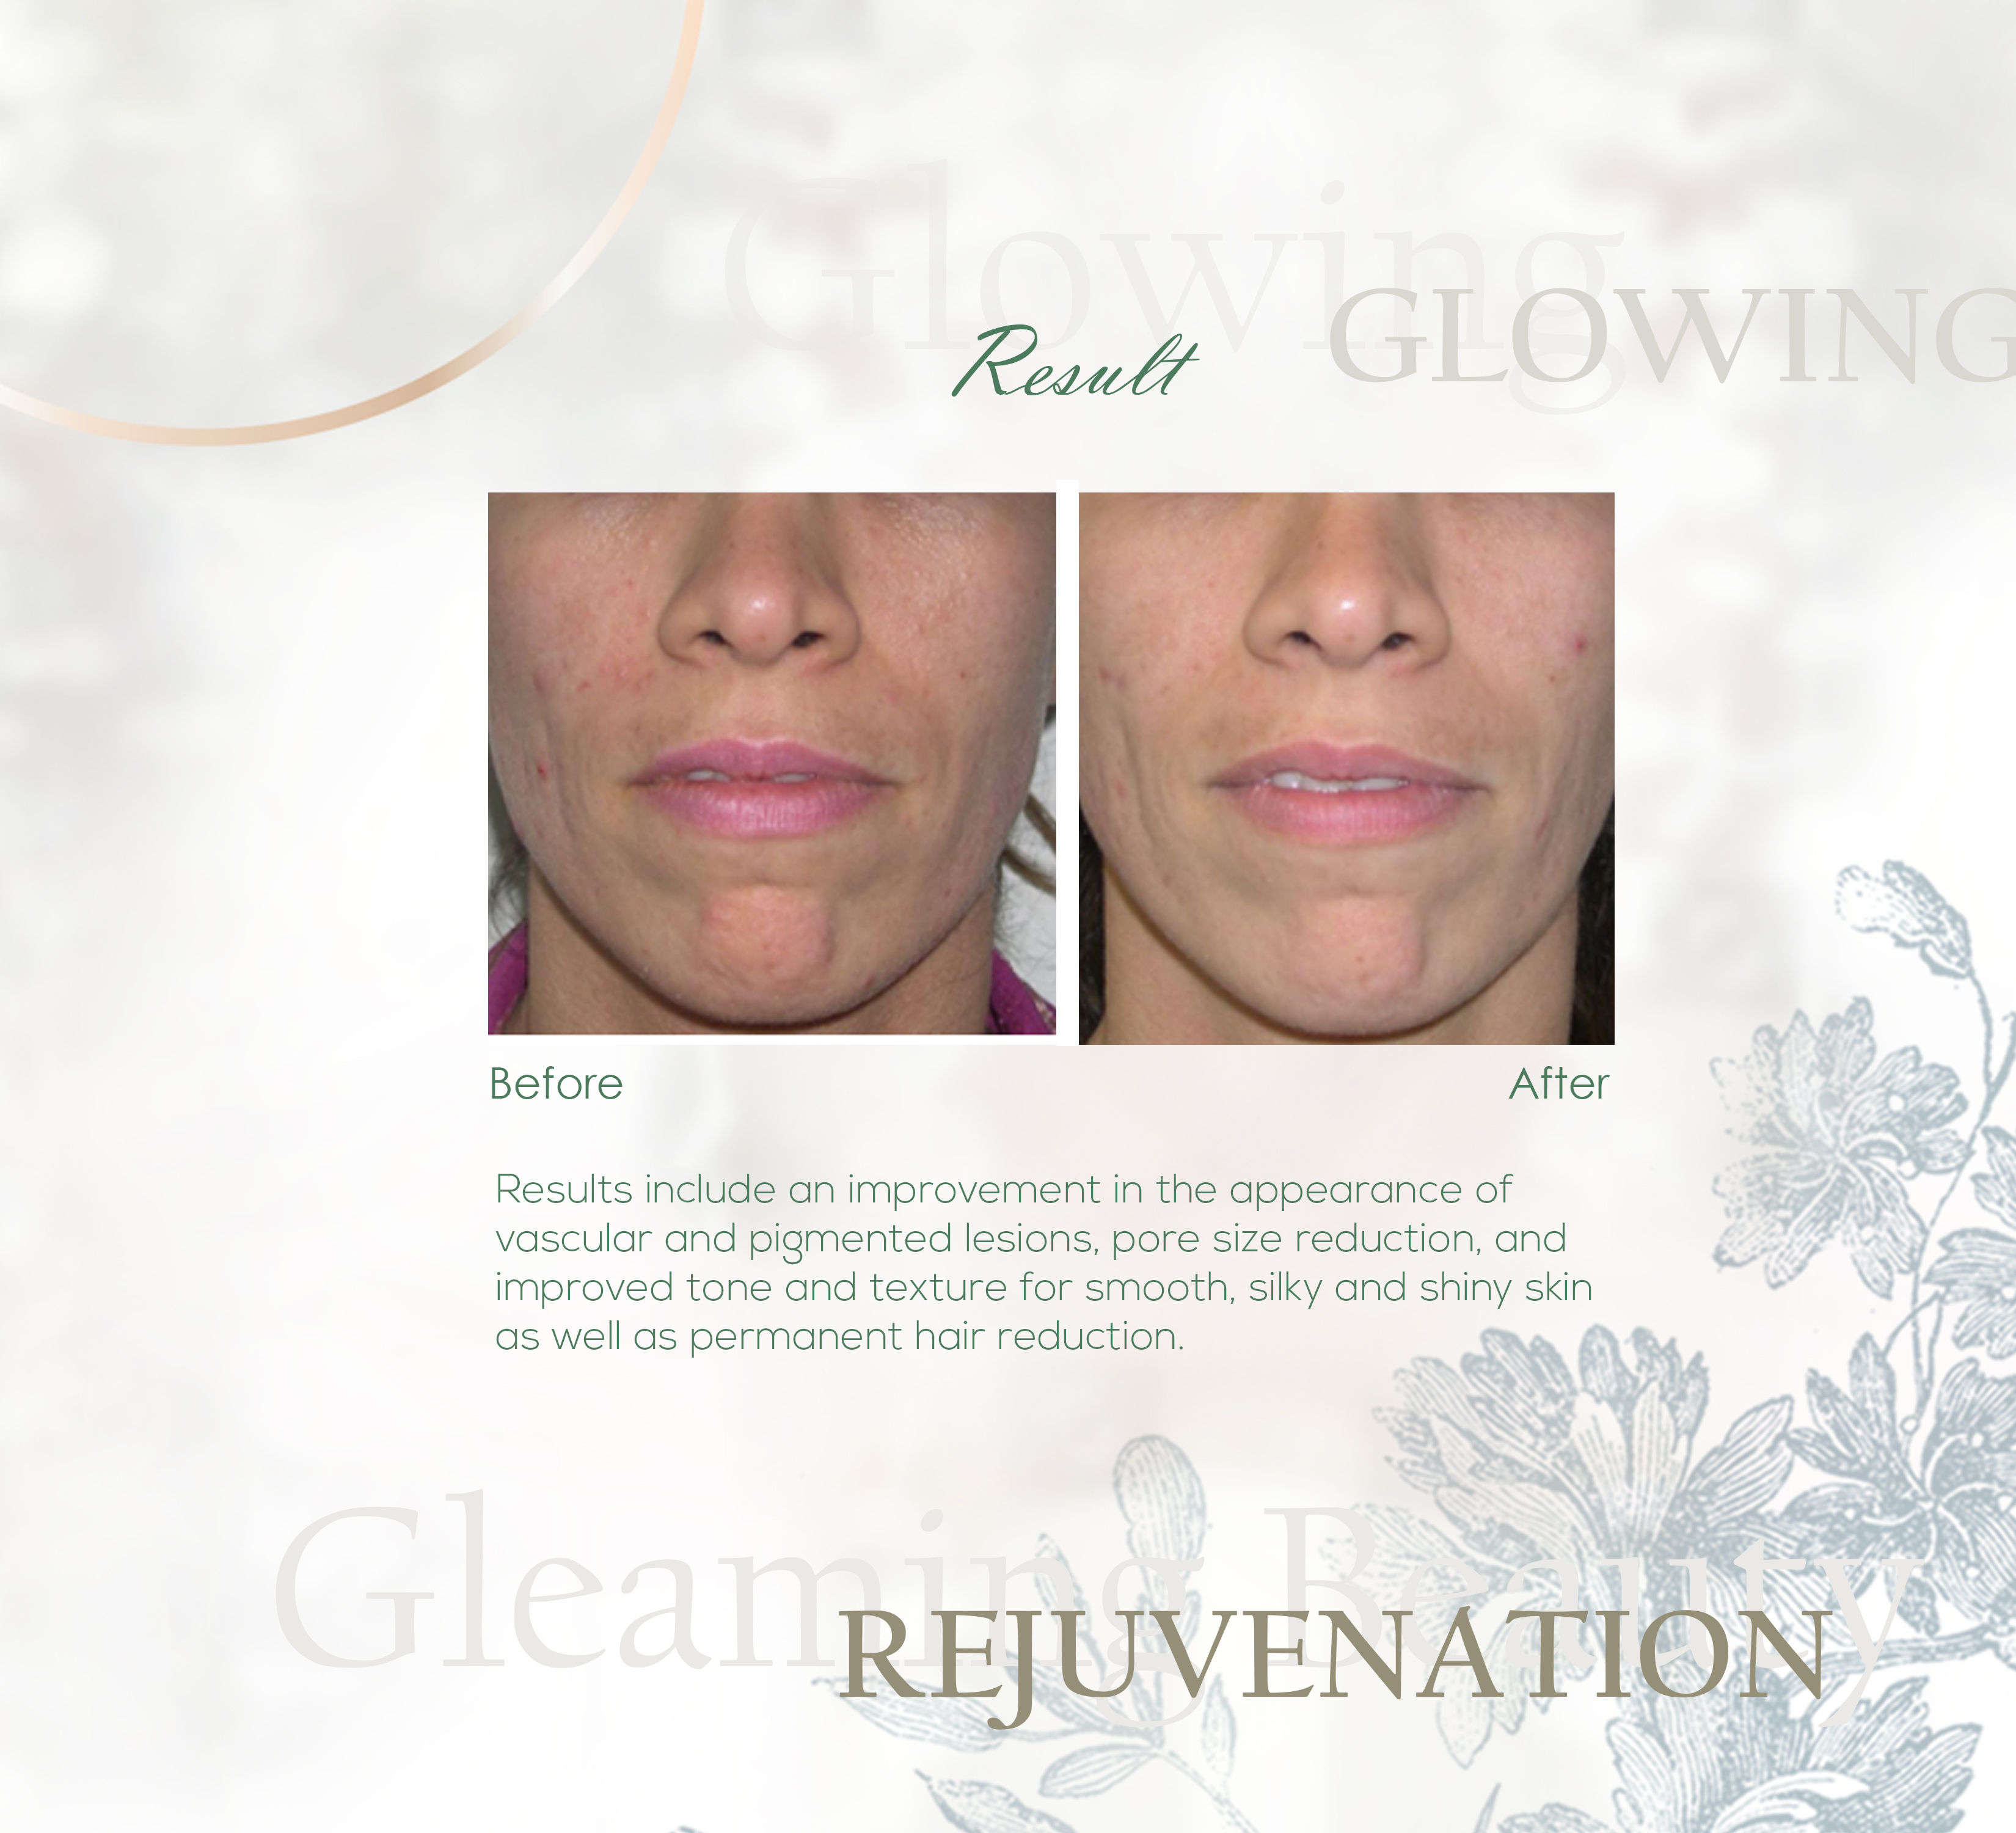 Glowing
GLOWING
Result
Before
After
Results include an improvement in the appearance of
vascular and pigmented lesions, pore size reduction, and
improved tone and texture for smooth, silky and shiny skin
as well as permanent hair reduction.
Gleaming Beauty
REJUVENATION